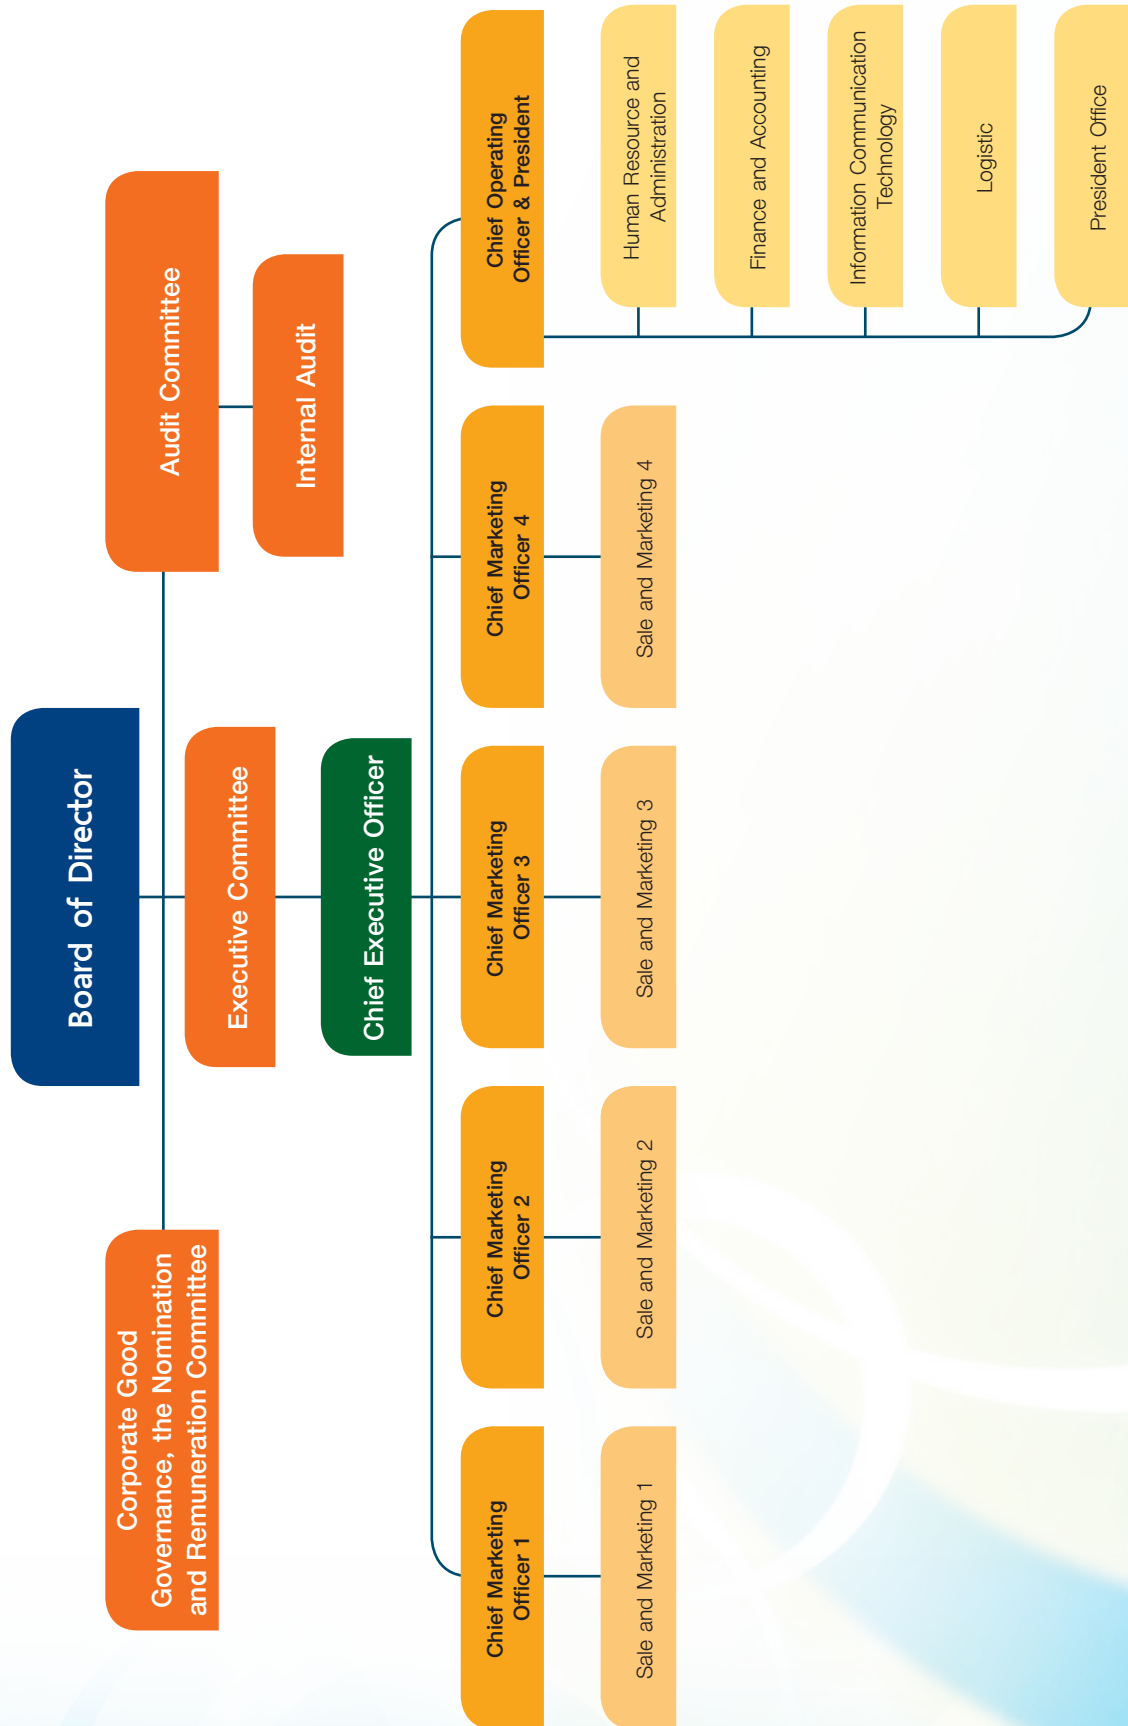 Board of Director
Corporate Good
Governance, the Nomination
and Remuneration Committee
Audit Committee
Executive Committee
Internal Audit
Chief Executive Officer
Chief Marketing
Officer 1
Chief Marketing
Officer 2
Chief Marketing
Officer 3
Chief Marketing
Officer 4
Chief Operating
Officer & President
Sale and Marketing 1
Sale and Marketing 2
Sale and Marketing 3
Sale and Marketing 4
Human Resource and
Administration
Finance and Accounting
Information Communication
Technology
Logistic
President Office